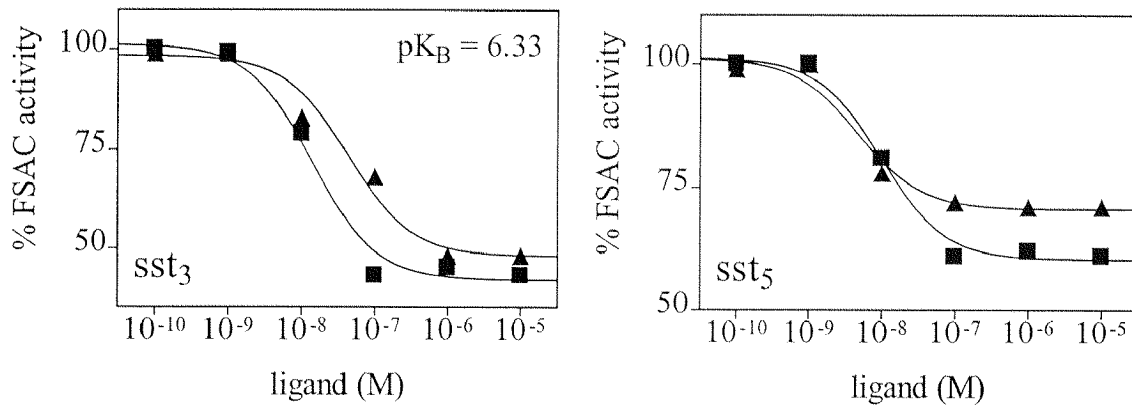 % FSAC activity
100
75
50
pK_B = 6.33
sst₃
10⁻¹⁰ 10⁻⁹ 10⁻⁸ 10⁻⁷ 10⁻⁶ 10⁻⁵
ligand (M)
% FSAC activity
100
75
50
sst₅
10⁻¹⁰ 10⁻⁹ 10⁻⁸ 10⁻⁷ 10⁻⁶ 10⁻⁵
ligand (M)